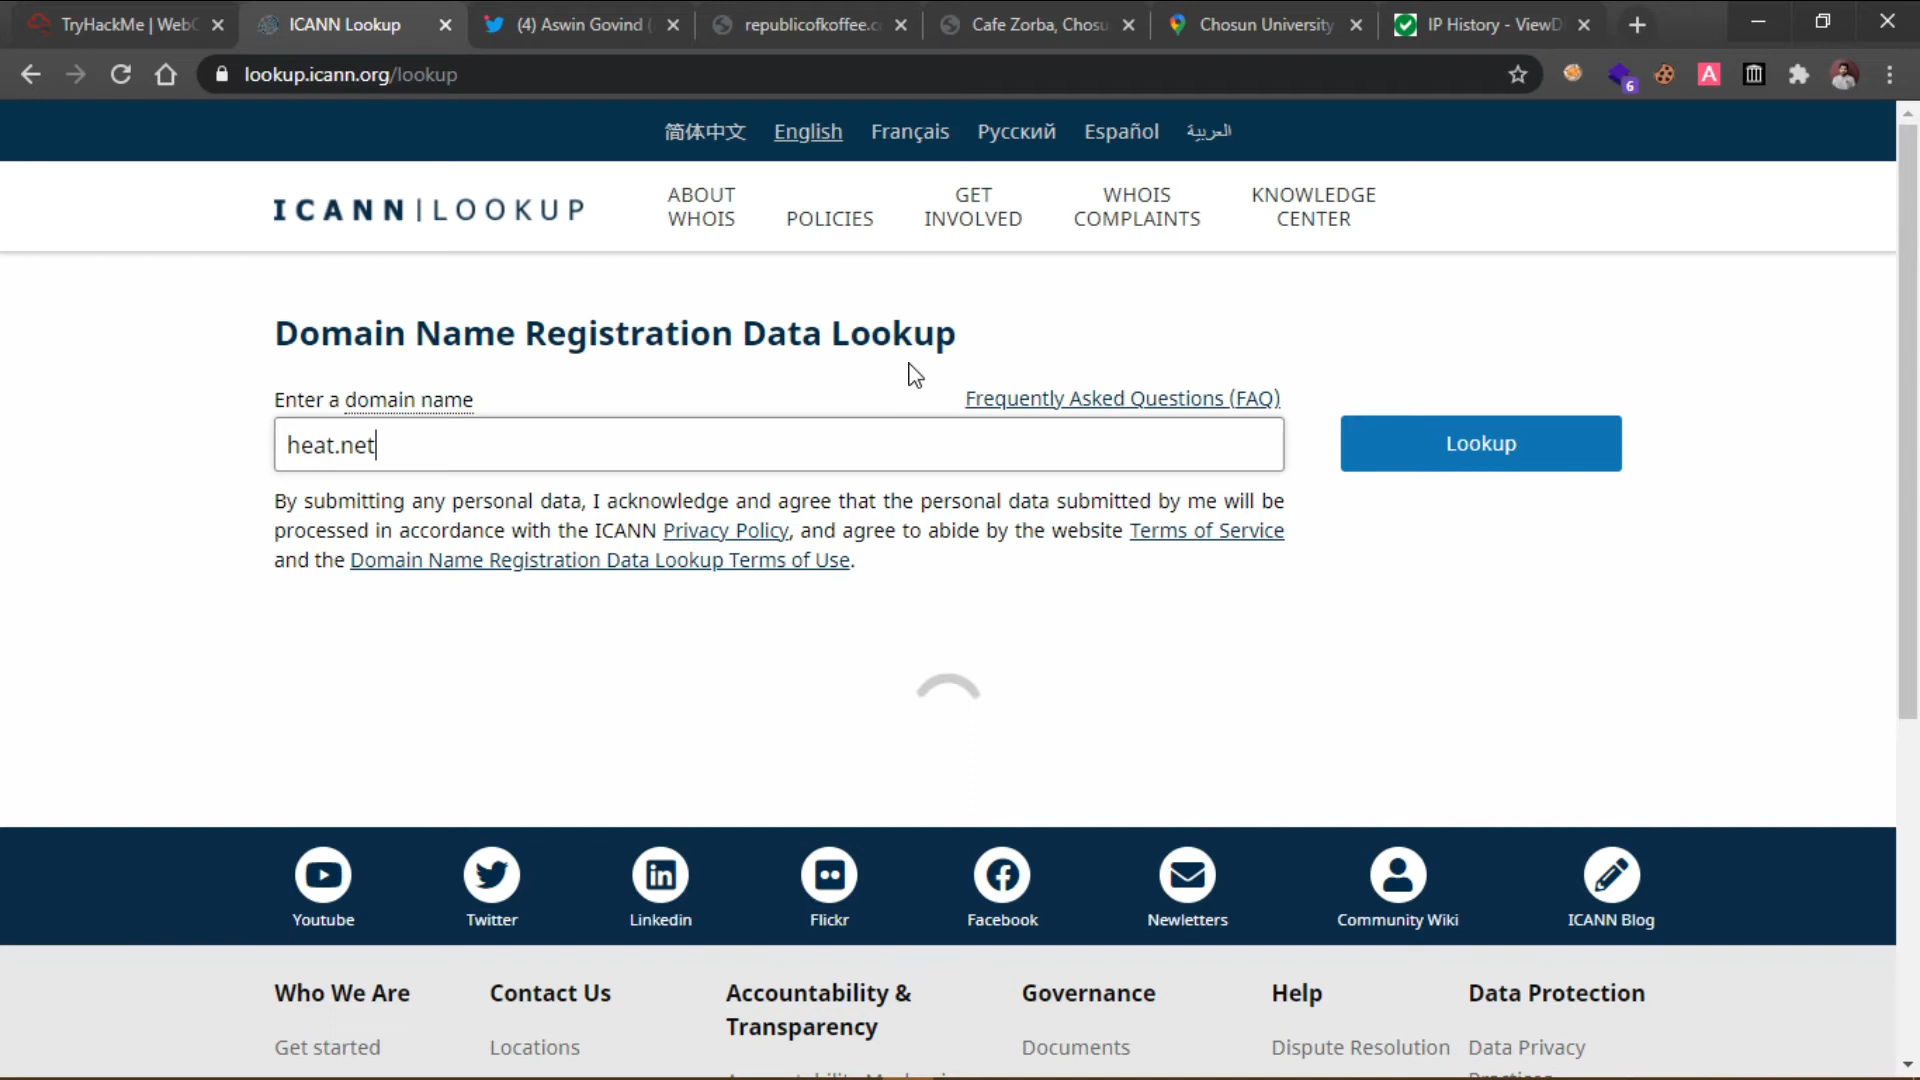 TryHackMe | WebO
ICANN Lookup
(4) Aswin Govind (
republicofkoffee.c
Cafe Zorba, Chosu
Chosun University
IP History - ViewD
lookup.icann.org/lookup
6
A
简体中文 English Français Русский Español العربية
ICANN|LOOKUP
ABOUT WHOIS
POLICIES
GET INVOLVED
WHOIS COMPLAINTS
KNOWLEDGE CENTER
Domain Name Registration Data Lookup
Enter a domain name
Frequently Asked Questions (FAQ)
heat.net
Lookup
By submitting any personal data, I acknowledge and agree that the personal data submitted by me will be
processed in accordance with the ICANN Privacy Policy, and agree to abide by the website Terms of Service
and the Domain Name Registration Data Lookup Terms of Use.
Youtube Twitter Linkedin Flickr Facebook Newletters Community Wiki ICANN Blog
Who We Are
Contact Us
Accountability & Transparency
Governance
Help
Data Protection
Get started
Locations
Documents
Dispute Resolution
Data Privacy